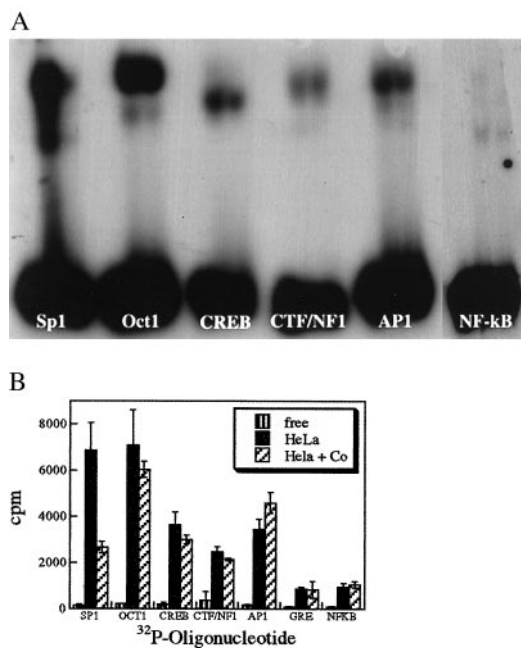 A
Sp1 Oct1 CREB CTF/NF1 AP1 NF-kB
B
8000
6000
4000
2000
0
cpm
free
HeLa
Hela + Co
SP1 OCT1 CREB CTF/NF1 AP1 GRE NFKB
32P-Oligonucleotide